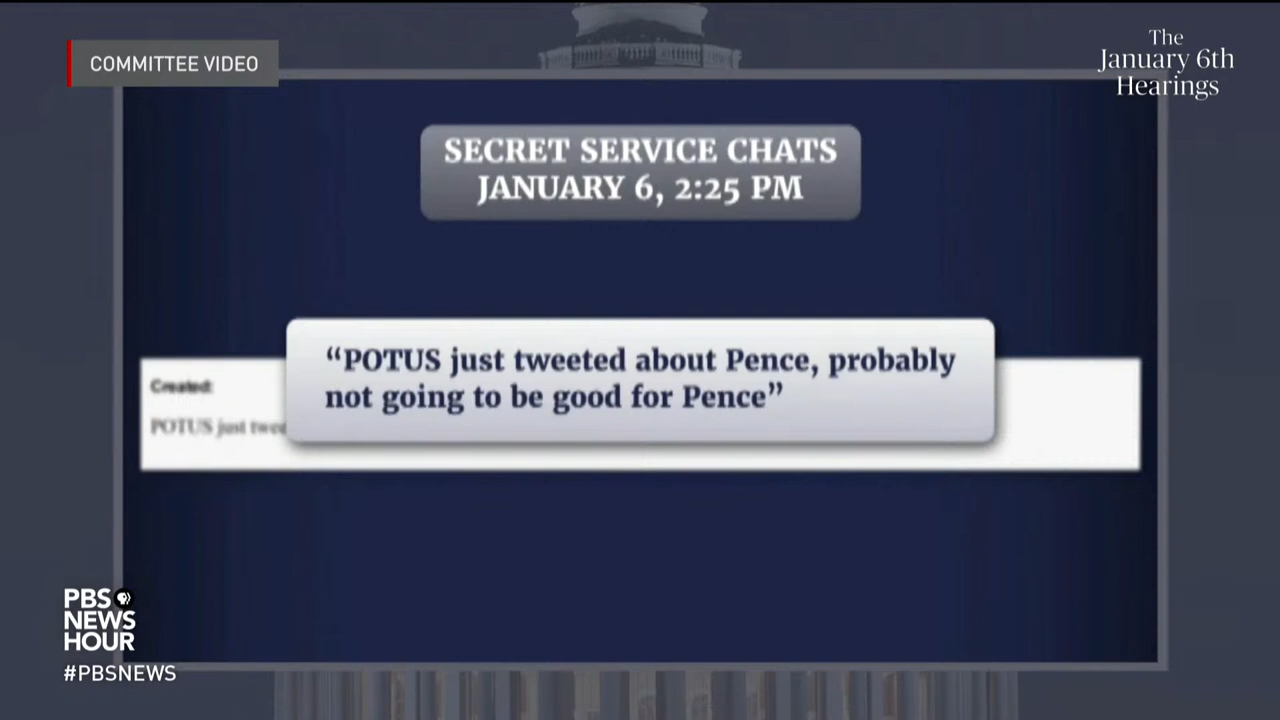 COMMITTEE VIDEO
The
January 6th
Hearings
SECRET SERVICE CHATS
JANUARY 6, 2:25 PM
“POTUS just tweeted about Pence, probably
not going to be good for Pence”
Created:
POTUS just twee
PBS
NEWS
HOUR
#PBSNEWS